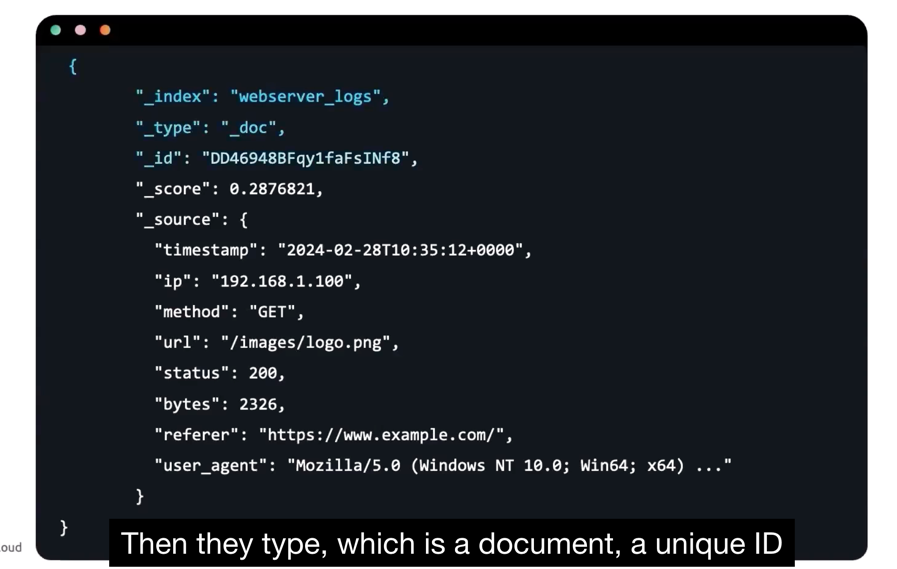 {
"_index": "webserver_logs",
"_type": "_doc",
"_id": "DD46948BFqy1faFsINf8",
"_score": 0.2876821,
"_source": {
"timestamp": "2024-02-28T10:35:12+0000",
"ip": "192.168.1.100",
"method": "GET",
"url": "/images/logo.png",
"status": 200,
"bytes": 2326,
"referer": "https://www.example.com/",
"user_agent": "Mozilla/5.0 (Windows NT 10.0; Win64; x64) ..."
}
}
oud
Then they type, which is a document, a unique ID